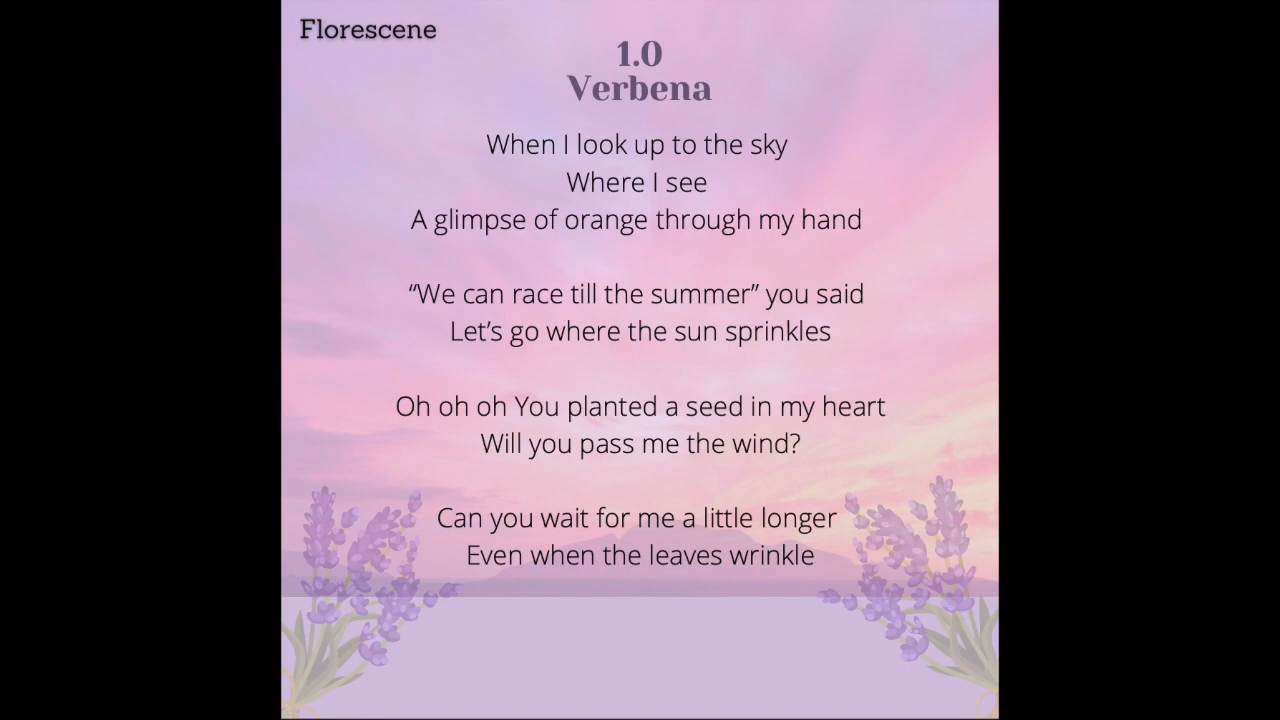 Florescene
1.0
Verbena
When I look up to the sky
Where I see
A glimpse of orange through my hand
“We can race till the summer” you said
Let’s go where the sun sprinkles
Oh oh oh You planted a seed in my heart
Will you pass me the wind?
Can you wait for me a little longer
Even when the leaves wrinkle